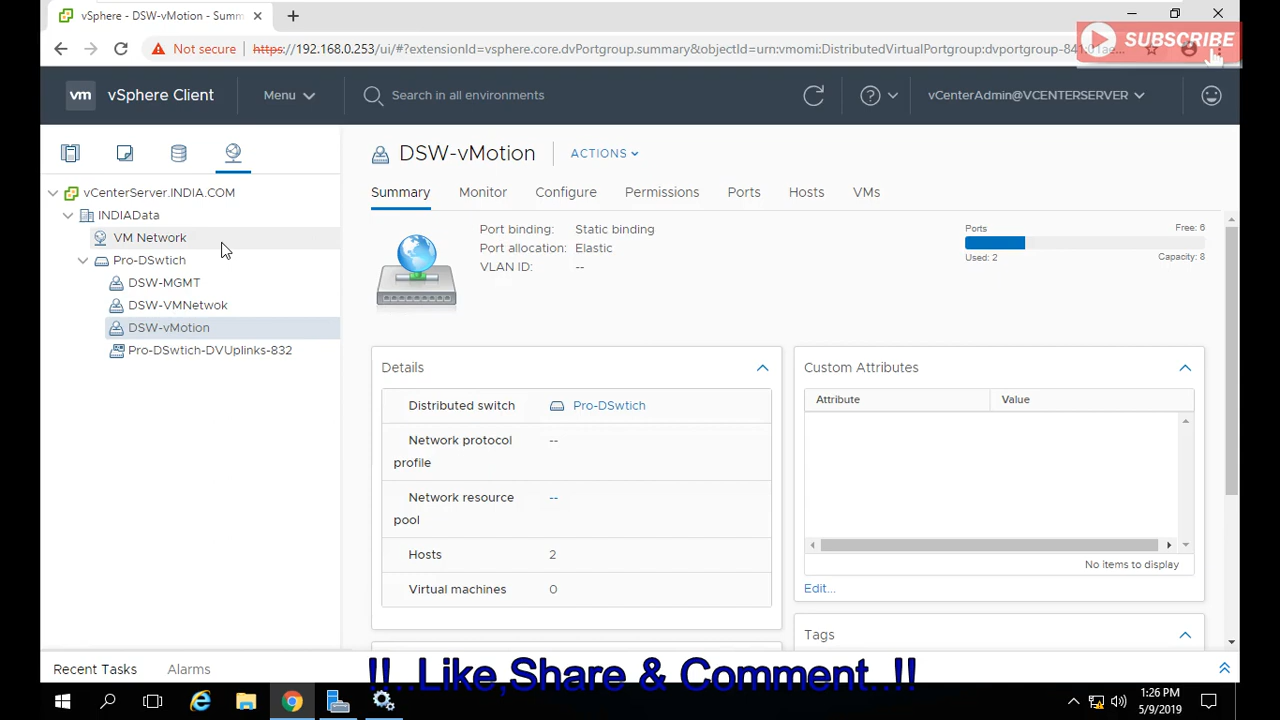 vSphere - DSW-vMotion - Summ
SUBSCRIBE
Not secure
https://192.168.0.253/ui/#?extensionId=vsphere.core.dvPortgroup.summary&objectId=urn:vmomi:DistributedVirtualPortgroup:dvportgroup-841
vm vSphere Client Menu Search in all environments vCenterAdmin@VCENTERSERVER
DSW-vMotion ACTIONS
Summary Monitor Configure Permissions Ports Hosts VMs
vCenterServer.INDIA.COM
INDIAData
VM Network
Pro-DSwtich
DSW-MGMT
DSW-VMNetwok
DSW-vMotion
Pro-DSwtich-DVUplinks-832
Port binding: Static binding
Port allocation: Elastic
VLAN ID: --
Ports Free: 6
Used: 2 Capacity: 8
Details
Distributed switch Pro-DSwtich
Network protocol profile --
Network resource pool --
Hosts 2
Virtual machines 0
Custom Attributes
Attribute Value
No items to display
Edit...
Tags
Recent Tasks Alarms
!!..Like,Share & Comment..!!
1:26 PM
5/9/2019